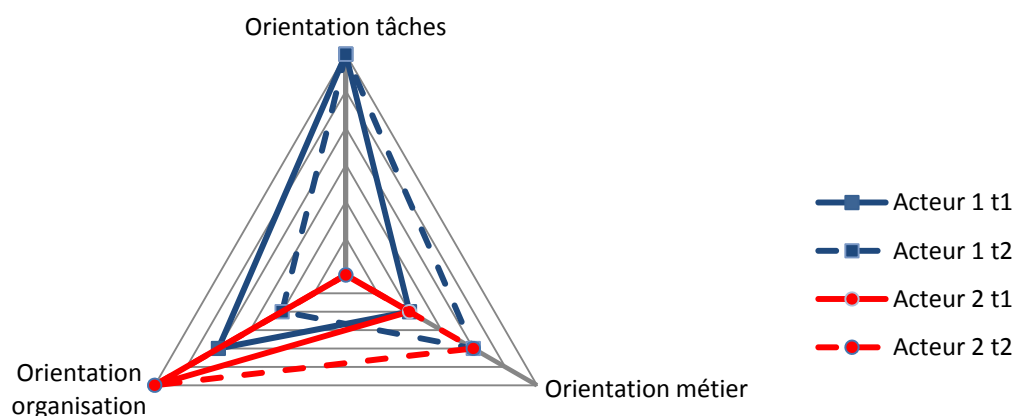 Orientation tâches
Acteur 1 t1
Acteur 1 t2
Acteur 2 t1
Acteur 2 t2
Orientation
organisation
Orientation métier